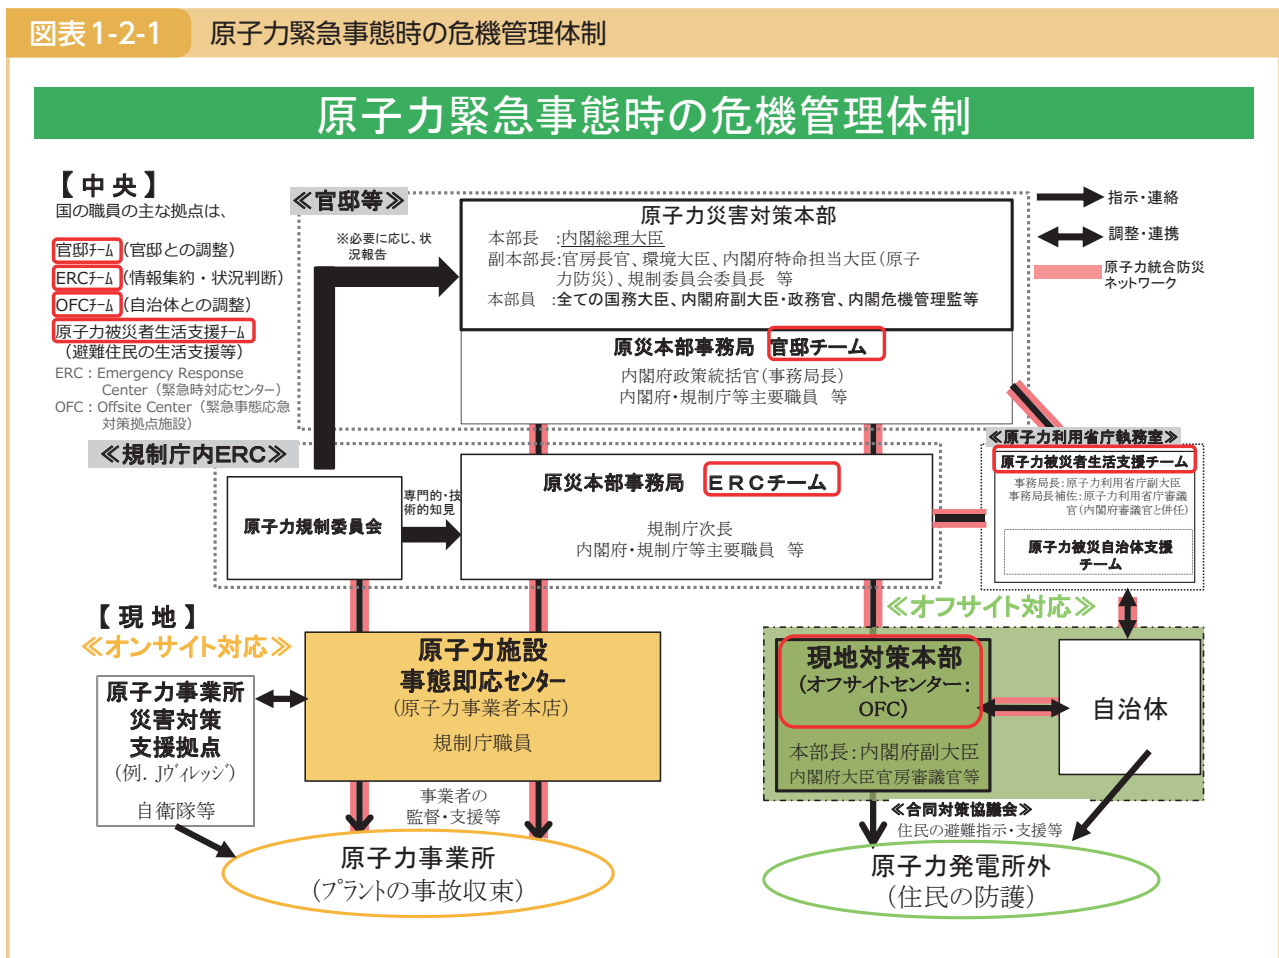 図表1-2-1 原子力緊急事態時の危機管理体制
原子力緊急事態時の危機管理体制
【中央】
国の職員の主な拠点は、
官邸ﾁｰﾑ（官邸との調整）
ERCﾁｰﾑ（情報集約・状況判断）
OFCﾁｰﾑ（自治体との調整）
原子力被災者生活支援ﾁｰﾑ
（避難住民の生活支援等）
ERC：Emergency Response
Center（緊急時対応センター）
OFC：Offsite Center（緊急事態応急
対策拠点施設）
≪官邸等≫
※必要に応じ、状
況報告
原子力災害対策本部
本部長　：内閣総理大臣
副本部長：官房長官、環境大臣、内閣府特命担当大臣（原子
力防災）、規制委員会委員長　等
本部員　：全ての国務大臣、内閣府副大臣・政務官、内閣危機管理監等
原災本部事務局　官邸チーム
内閣府政策統括官（事務局長）
内閣府・規制庁等主要職員　等
指示・連絡
調整・連携
原子力統合防災
ネットワーク
≪規制庁内ERC≫
原子力規制委員会
専門的・技
術的知見
原災本部事務局　ＥＲＣチーム
規制庁次長
内閣府・規制庁等主要職員　等
≪原子力利用省庁執務室≫
原子力被災者生活支援チーム
事務局長：原子力利用省庁副大臣
事務局長補佐：原子力利用省庁審議
官（内閣府審議官と併任）
原子力被災自治体支援
チーム
【現地】
≪オンサイト対応≫
原子力事業所
災害対策
支援拠点
（例．Jヴィレッジ）
自衛隊等
原子力施設
事態即応センター
（原子力事業者本店）
規制庁職員
事業者の
監督・支援等
原子力事業所
（プラントの事故収束）
≪オフサイト対応≫
現地対策本部
（オフサイトセンター：
OFC）
本部長：内閣府副大臣
内閣府大臣官房審議官等
自治体
≪合同対策協議会≫
住民の避難指示・支援等
原子力発電所外
（住民の防護）